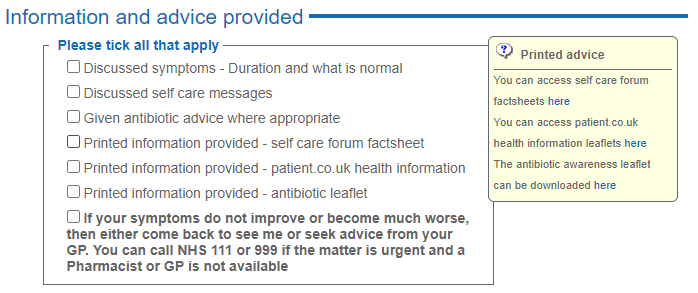 Information and advice provided
Please tick all that apply
Discussed symptoms - Duration and what is normal
Discussed self care messages
Given antibiotic advice where appropriate
Printed information provided - self care forum factsheet
Printed information provided - patient.co.uk health information
Printed information provided - antibiotic leaflet
If your symptoms do not improve or become much worse,
then either come back to see me or seek advice from your
GP. You can call NHS 111 or 999 if the matter is urgent and a
Pharmacist or GP is not available
? Printed advice
You can access self care forum
factsheets here
You can access patient.co.uk
health information leaflets here
The antibiotic awareness leaflet
can be downloaded here